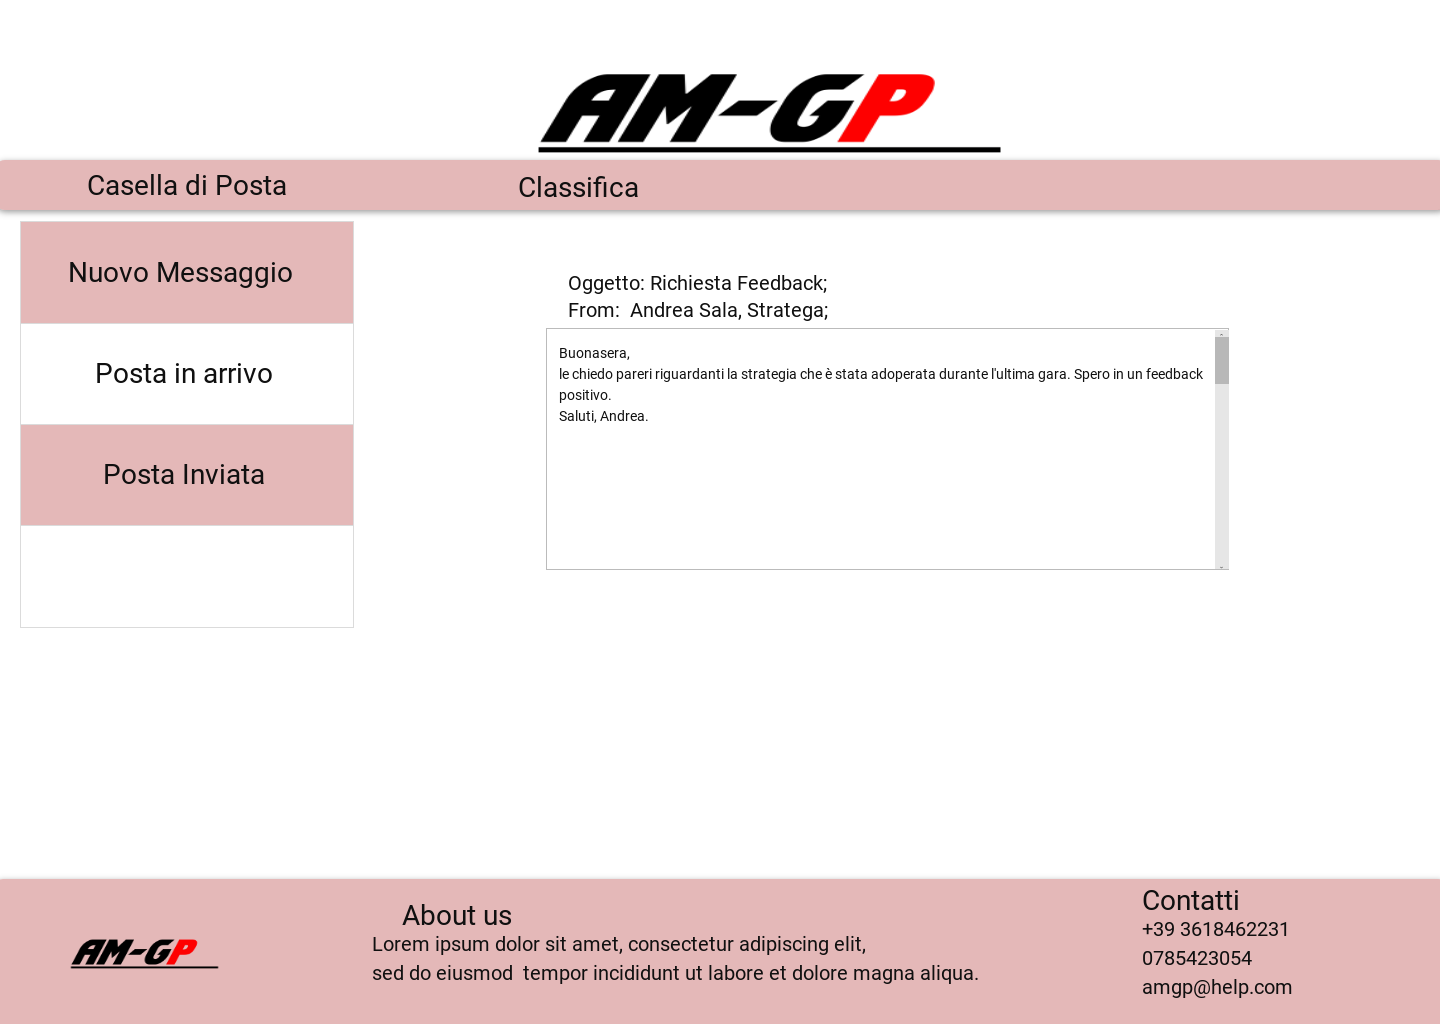 AM-GP
Casella di Posta
Classifica
Nuovo Messaggio
Posta in arrivo
Posta Inviata
Oggetto: Richiesta Feedback;
From:  Andrea Sala, Stratega;
Buonasera,
le chiedo pareri riguardanti la strategia che è stata adoperata durante l'ultima gara. Spero in un feedback
positivo.
Saluti, Andrea.
AM-GP
About us
Lorem ipsum dolor sit amet, consectetur adipiscing elit,
sed do eiusmod  tempor incididunt ut labore et dolore magna aliqua.
Contatti
+39 3618462231
0785423054
amgp@help.com